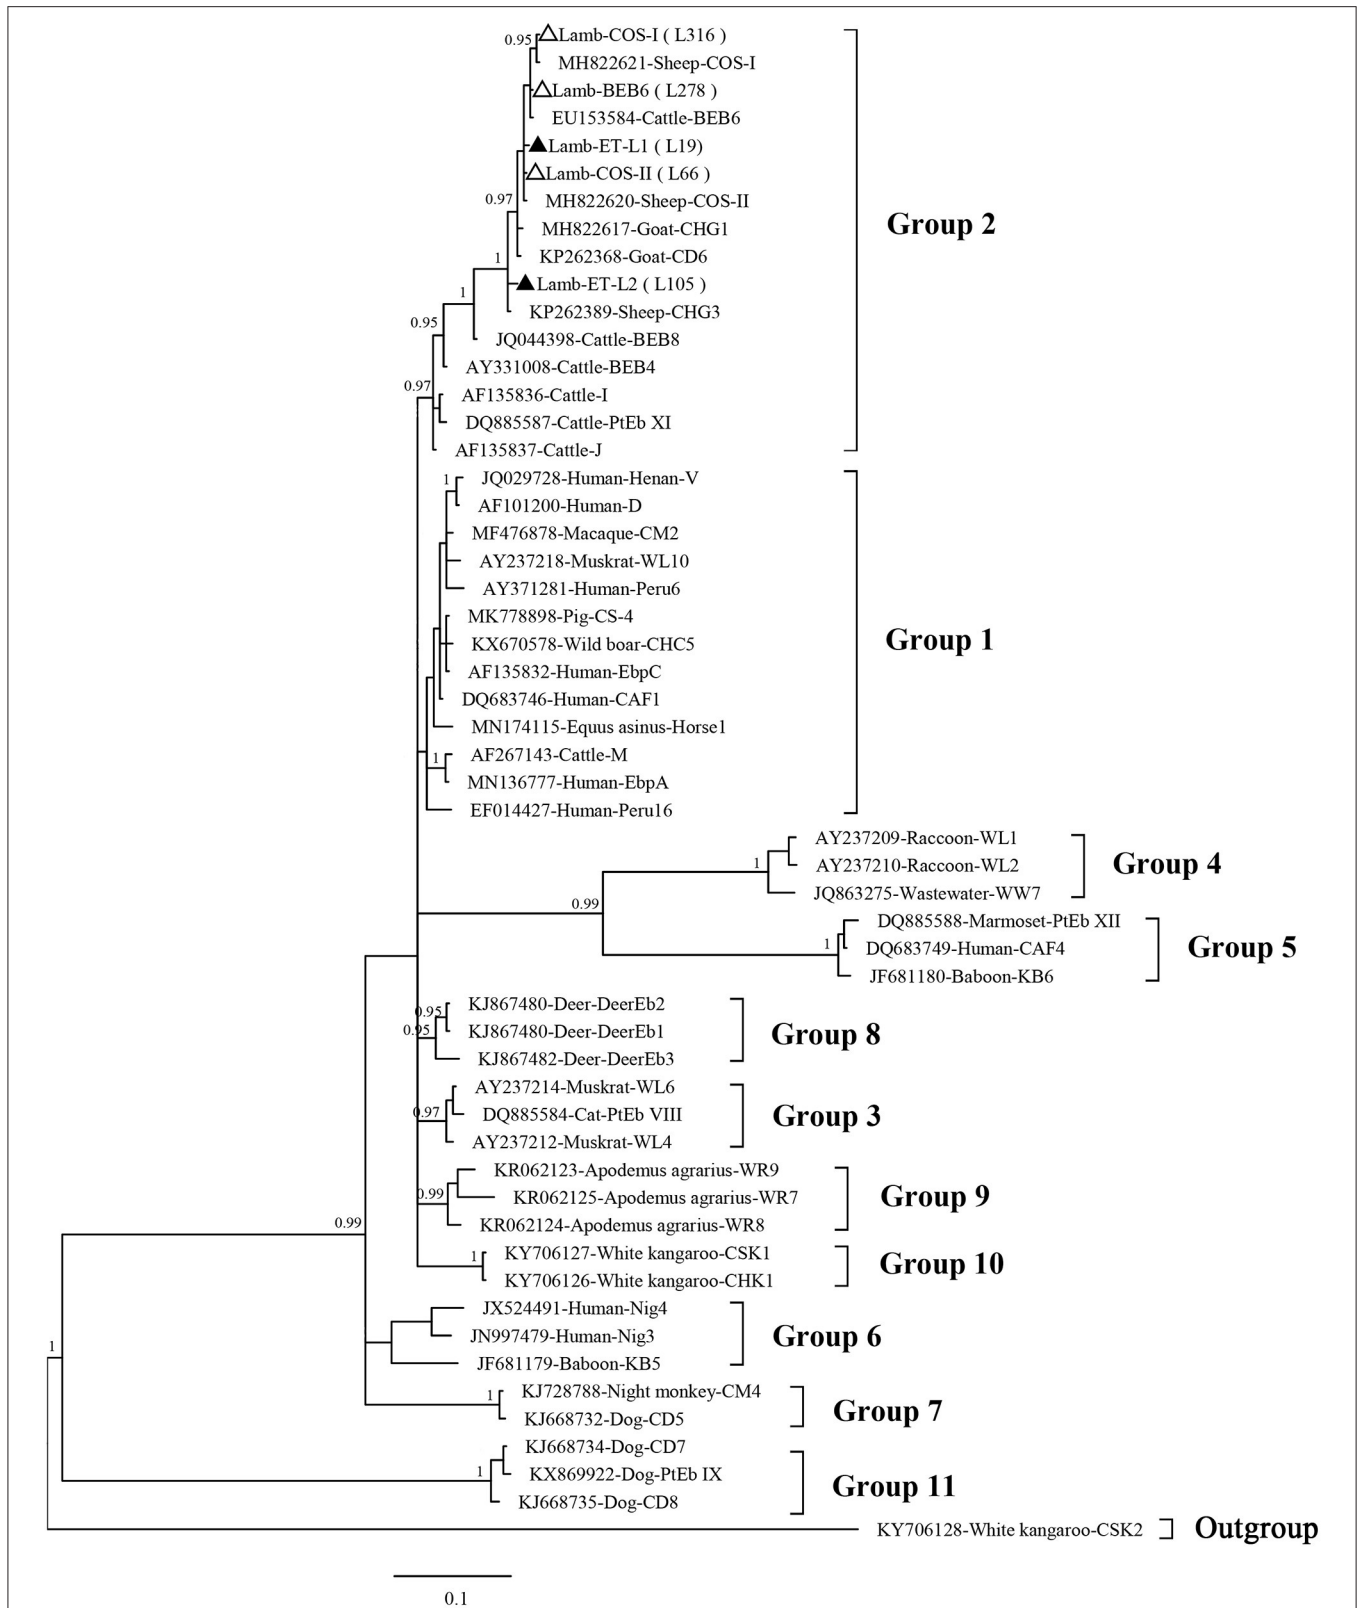 0.95
Lamb-COS-I ( L316 )
MH822621-Sheep-COS-I
Lamb-BEB6 ( L278 )
EU153584-Cattle-BEB6
Lamb-ET-L1 ( L19)
Lamb-COS-II ( L66 )
0.97
MH822620-Sheep-COS-II
Group 2
MH822617-Goat-CHG1
1
KP262368-Goat-CD6
Lamb-ET-L2 ( L105 )
1
KP262389-Sheep-CHG3
0.95
JQ044398-Cattle-BEB8
AY331008-Cattle-BEB4
0.97
AF135836-Cattle-I
DQ885587-Cattle-PtEb XI
AF135837-Cattle-J
1
JQ029728-Human-Henan-V
AF101200-Human-D
MF476878-Macaque-CM2
AY237218-Muskrat-WL10
AY371281-Human-Peru6
MK778898-Pig-CS-4
KX670578-Wild boar-CHC5
Group 1
AF135832-Human-EbpC
DQ683746-Human-CAF1
MN174115-Equus asinus-Horse1
1
AF267143-Cattle-M
MN136777-Human-EbpA
EF014427-Human-Peru16
AY237209-Raccoon-WL1
1
AY237210-Raccoon-WL2
Group 4
JQ863275-Wastewater-WW7
0.99
DQ885588-Marmoset-PtEb XII
1
DQ683749-Human-CAF4
Group 5
JF681180-Baboon-KB6
0.95
KJ867480-Deer-DeerEb2
0.95
KJ867480-Deer-DeerEb1
Group 8
KJ867482-Deer-DeerEb3
AY237214-Muskrat-WL6
0.97
DQ885584-Cat-PtEb VIII
Group 3
AY237212-Muskrat-WL4
KR062123-Apodemus agrarius-WR9
0.99
KR062125-Apodemus agrarius-WR7
Group 9
KR062124-Apodemus agrarius-WR8
0.99
1
KY706127-White kangaroo-CSK1
Group 10
KY706126-White kangaroo-CHK1
JX524491-Human-Nig4
JN997479-Human-Nig3
Group 6
1
JF681179-Baboon-KB5
1
KJ728788-Night monkey-CM4
Group 7
KJ668732-Dog-CD5
KJ668734-Dog-CD7
1
KX869922-Dog-PtEb IX
Group 11
KJ668735-Dog-CD8
KY706128-White kangaroo-CSK2
Outgroup
0.1